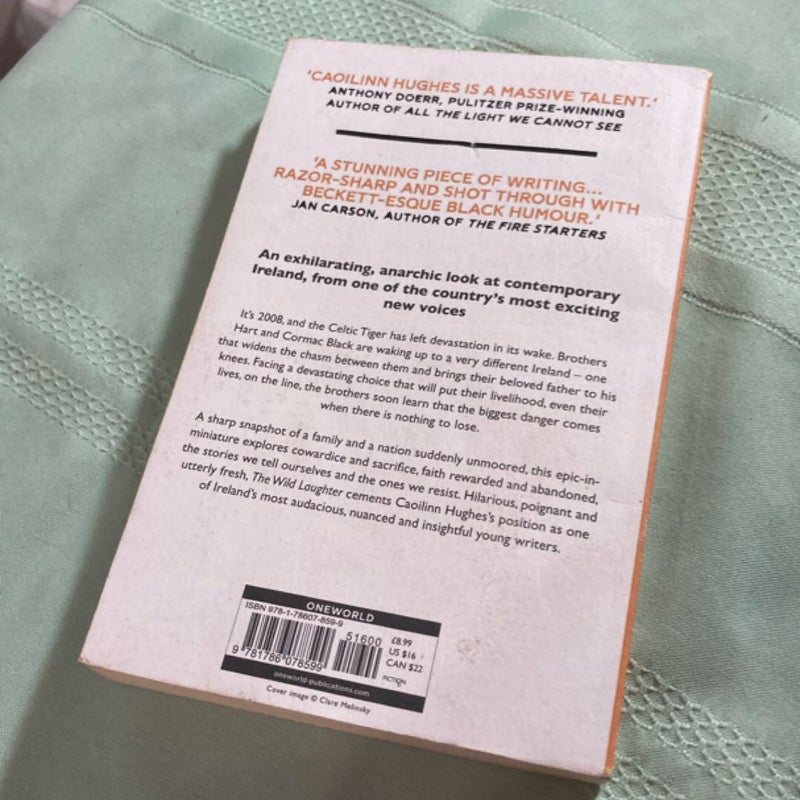 'CAOILINN HUGHES IS A MASSIVE TALENT.'
ANTHONY DOERR, PULITZER PRIZE-WINNING
AUTHOR OF ALL THE LIGHT WE CANNOT SEE
'A STUNNING PIECE OF WRITING...
RAZOR-SHARP AND SHOT THROUGH WITH
BECKETT-ESQUE BLACK HUMOUR.'
JAN CARSON, AUTHOR OF THE FIRE STARTERS
An exhilarating, anarchic look at contemporary
Ireland, from one of the country's most exciting
new voices
It's 2008, and the Celtic Tiger has left devastation in its wake. Brothers
Hart and Cormac Black are waking up to a very different Ireland – one
that widens the chasm between them and brings their beloved father to his
knees. Facing a devastating choice that will put their livelihood, even their
lives, on the line, the brothers soon learn that the biggest danger comes
when there is nothing to lose.
A sharp snapshot of a family and a nation suddenly unmoored, this epic-in-
miniature explores cowardice and sacrifice, faith rewarded and abandoned,
the stories we tell ourselves and the ones we resist. Hilarious, poignant and
utterly fresh, The Wild Laughter cements Caoilinn Hughes's position as one
of Ireland's most audacious, nuanced and insightful young writers.
ONEWORLD
ISBN 978-1-78607-859-9
51600
9 781786 078599
£8.99
US $16
CAN $22
FICTION
oneworld-publications.com
Cover image © Clare Melinsky